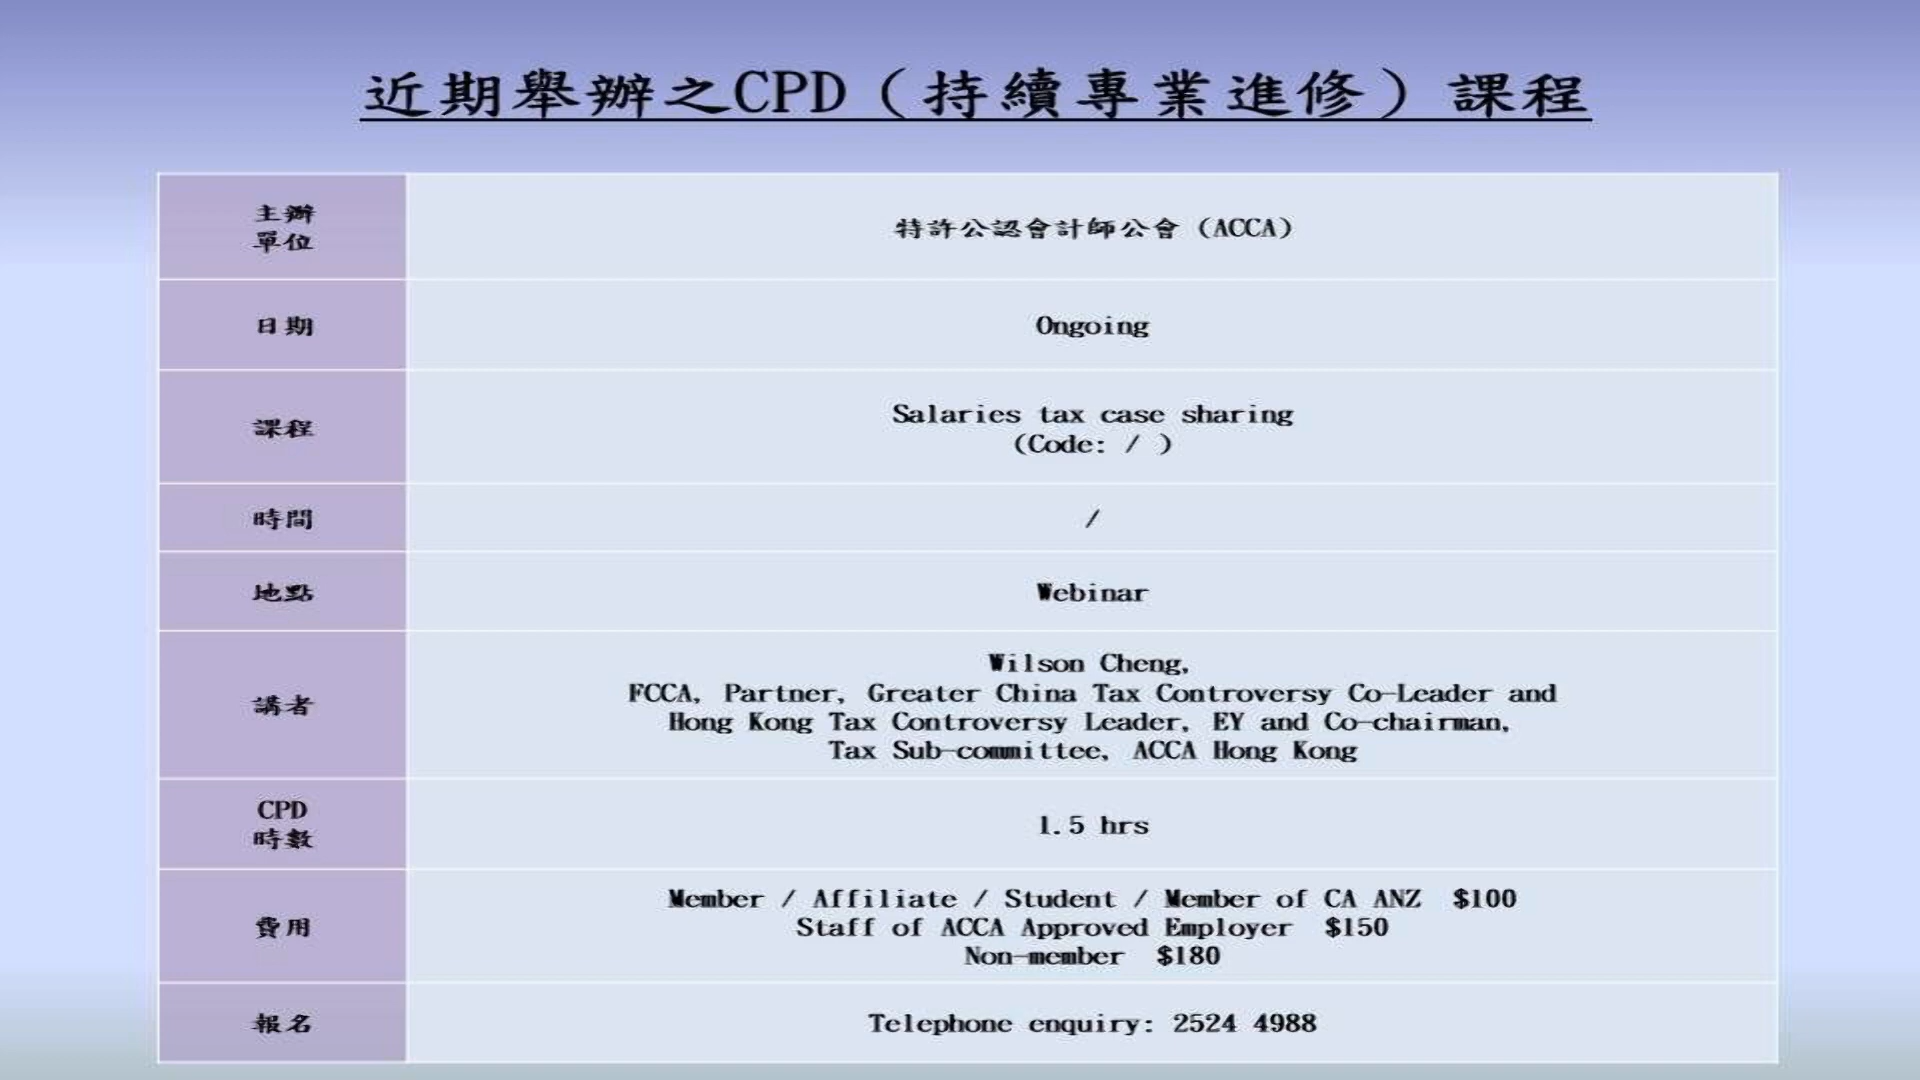 近期舉辦之CPD（持續專業進修）課程
主辦
單位
特許公認會計師公會 (ACCA)
日期
Ongoing
課程
Salaries tax case sharing
(Code: / )
時間
/
地點
Webinar
講者
Wilson Cheng,
FCCA, Partner, Greater China Tax Controversy Co-Leader and
Hong Kong Tax Controversy Leader, EY and Co-chairman,
Tax Sub-committee, ACCA Hong Kong
CPD
時數
1.5 hrs
費用
Member / Affiliate / Student / Member of CA ANZ $100
Staff of ACCA Approved Employer $150
Non-member $180
報名
Telephone enquiry: 2524 4988